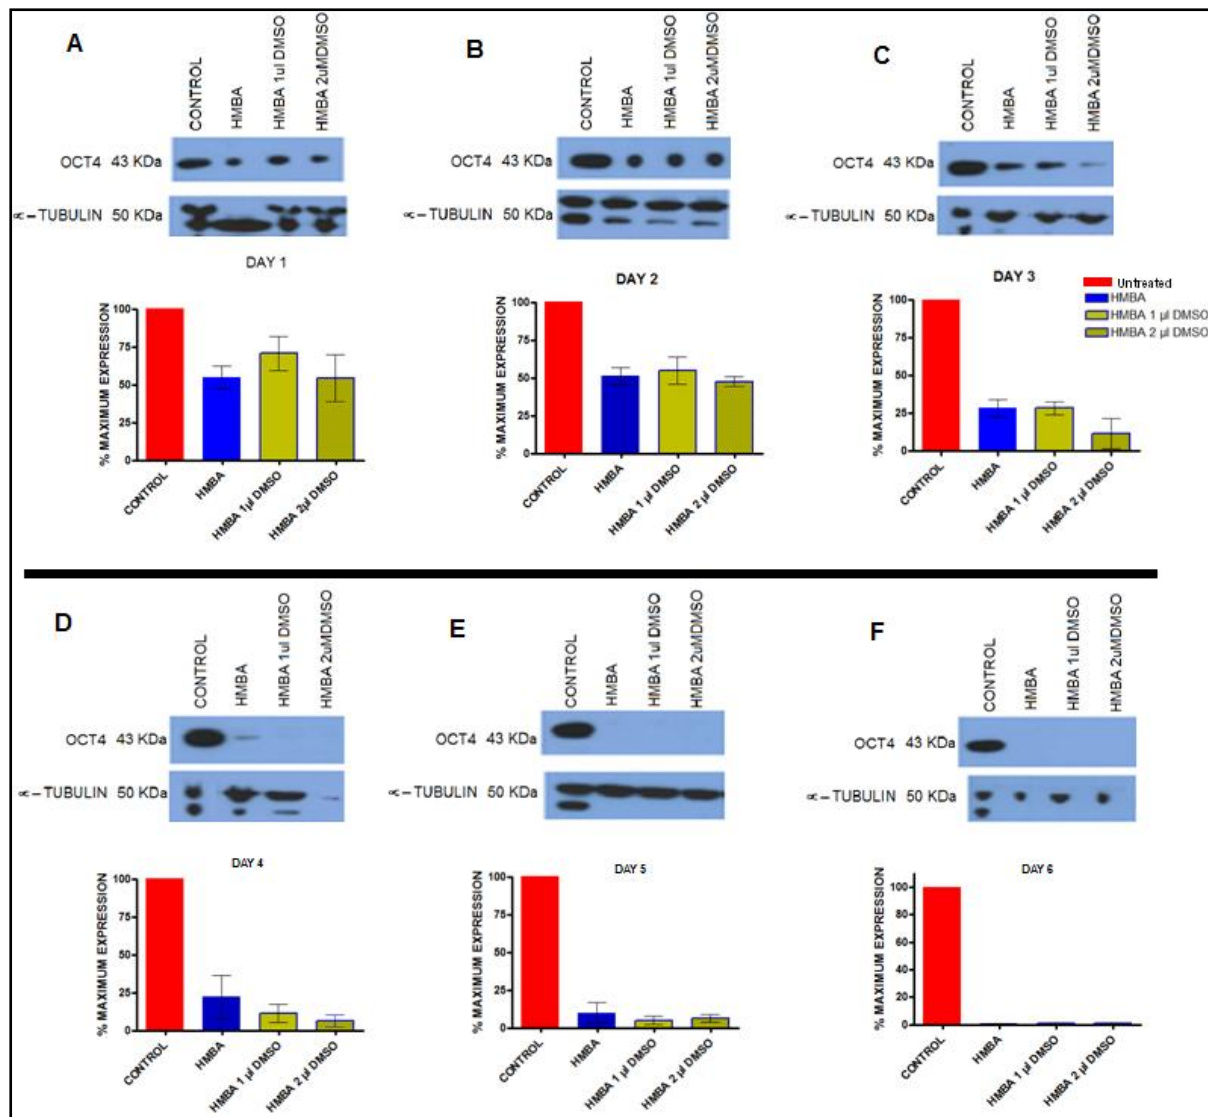 A
CONTROL
HMBA
HMBA 1ul DMSO
HMBA 2uMDMSO
OCT4 43 KDa
∝–TUBULIN 50 KDa
DAY 1
% MAXIMUM EXPRESSION
100
75
50
25
0
CONTROL
HMBA
HMBA 1µl DMSO
HMBA 2µl DMSO
B
CONTROL
HMBA
HMBA 1ul DMSO
HMBA 2uMDMSO
OCT4 43 KDa
∝–TUBULIN 50 KDa
DAY 2
% MAXIMUM EXPRESSION
100
75
50
25
0
CONTROL
HMBA
HMBA 1 µl DMSO
HMBA 2 µl DMSO
C
CONTROL
HMBA
HMBA 1ul DMSO
HMBA 2uMDMSO
OCT4 43 KDa
∝–TUBULIN 50 KDa
DAY 3
Untreated
HMBA
HMBA 1 µl DMSO
HMBA 2 µl DMSO
% MAXIMUM EXPRESSION
100
75
50
25
0
CONTROL
HMBA
HMBA 1 µl DMSO
HMBA 2 µl DMSO
D
CONTROL
HMBA
HMBA 1ul DMSO
HMBA 2uMDMSO
OCT4 43 KDa
∝–TUBULIN 50 KDa
DAY 4
% MAXIMUM EXPRESSION
100
75
50
25
0
CONTROL
HMBA
HMBA 1 µl DMSO
HMBA 2 µl DMSO
E
CONTROL
HMBA
HMBA 1ul DMSO
HMBA 2uMDMSO
OCT4 43 KDa
∝–TUBULIN 50 KDa
DAY 5
% MAXIMUM EXPRESSION
100
75
50
25
0
CONTROL
HMBA
HMBA 1 µl DMSO
HMBA 2 µl DMSO
F
CONTROL
HMBA
HMBA 1ul DMSO
HMBA 2uMDMSO
OCT4 43 KDa
∝–TUBULIN 50 KDa
DAY 6
% MAXIMUM EXPRESSION
100
80
60
40
20
0
CONTROL
HMBA
HMBA 1 µl DMSO
HMBA 2 µl DMSO